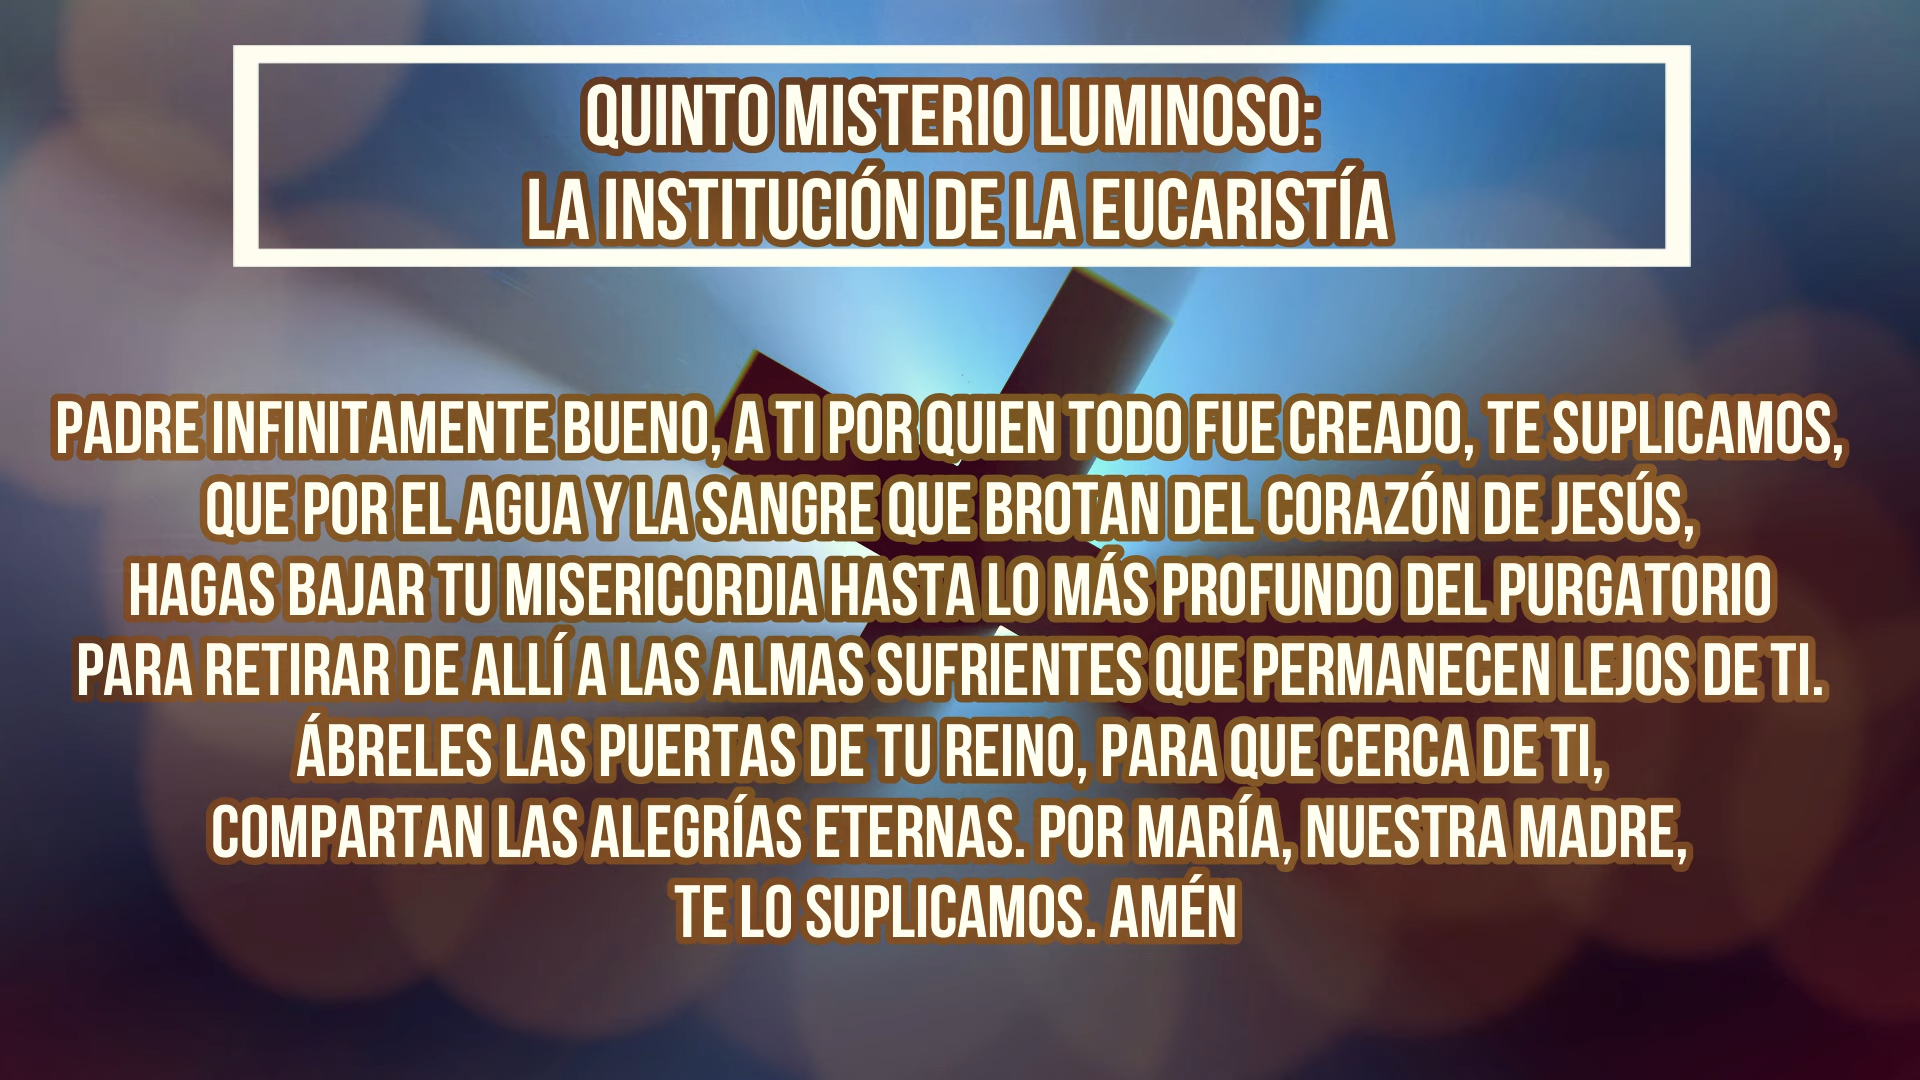 QUINTO MISTERIO LUMINOSO:
LA INSTITUCIÓN DE LA EUCARISTÍA
PADRE INFINITAMENTE BUENO, A TI POR QUIEN TODO FUE CREADO, TE SUPLICAMOS,
QUE POR EL AGUA Y LA SANGRE QUE BROTAN DEL CORAZÓN DE JESÚS,
HAGAS BAJAR TU MISERICORDIA HASTA LO MÁS PROFUNDO DEL PURGATORIO
PARA RETIRAR DE ALLÍ A LAS ALMAS SUFRIENTES QUE PERMANECEN LEJOS DE TI.
ÁBRELES LAS PUERTAS DE TU REINO, PARA QUE CERCA DE TI,
COMPARTAN LAS ALEGRÍAS ETERNAS. POR MARÍA, NUESTRA MADRE,
TE LO SUPLICAMOS. AMÉN